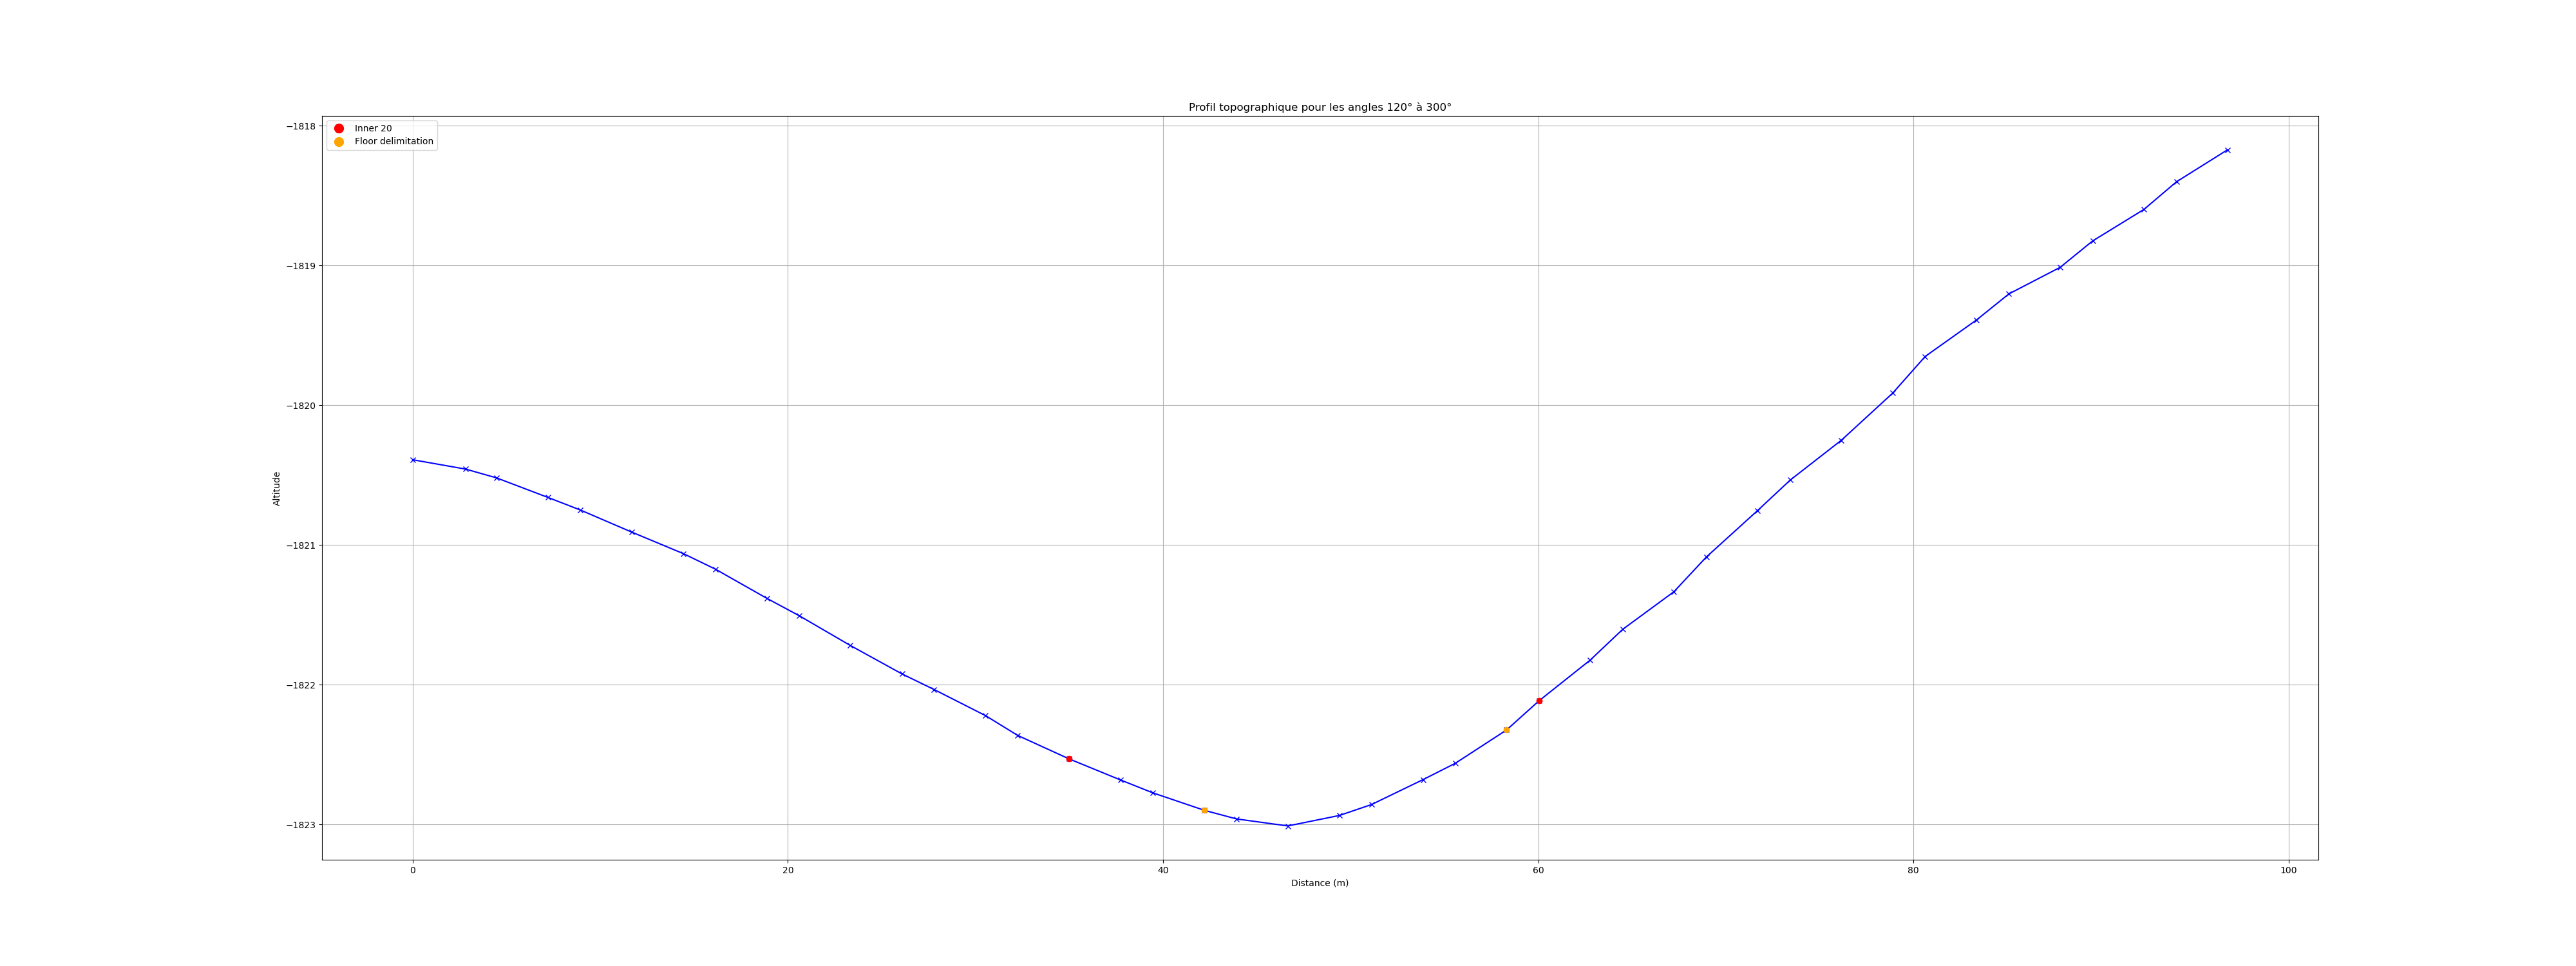 Profil topographique pour les angles 120° à 300°
Inner 20
Floor delimitation
−1818
−1819
−1820
−1821
−1822
−1823
Altitude
0 20 40 60 80 100
Distance (m)